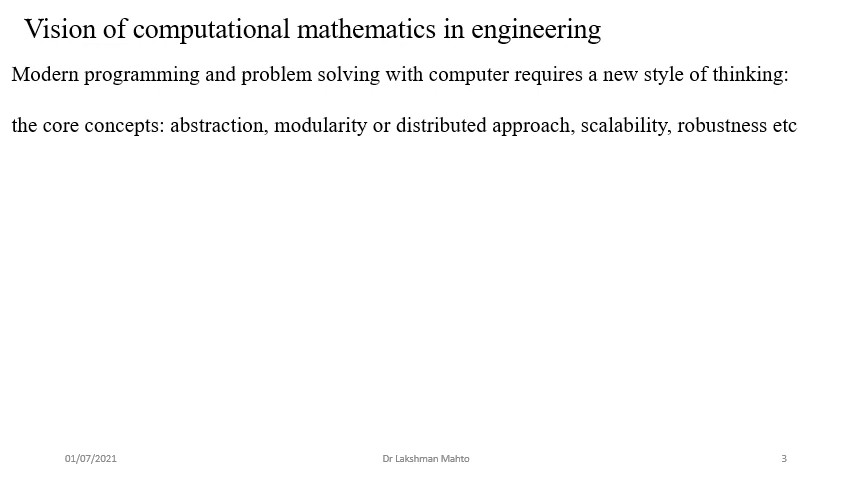 Vision of computational mathematics in engineering
Modern programming and problem solving with computer requires a new style of thinking:
the core concepts: abstraction, modularity or distributed approach, scalability, robustness etc
01/07/2021
Dr Lakshman Mahto
3